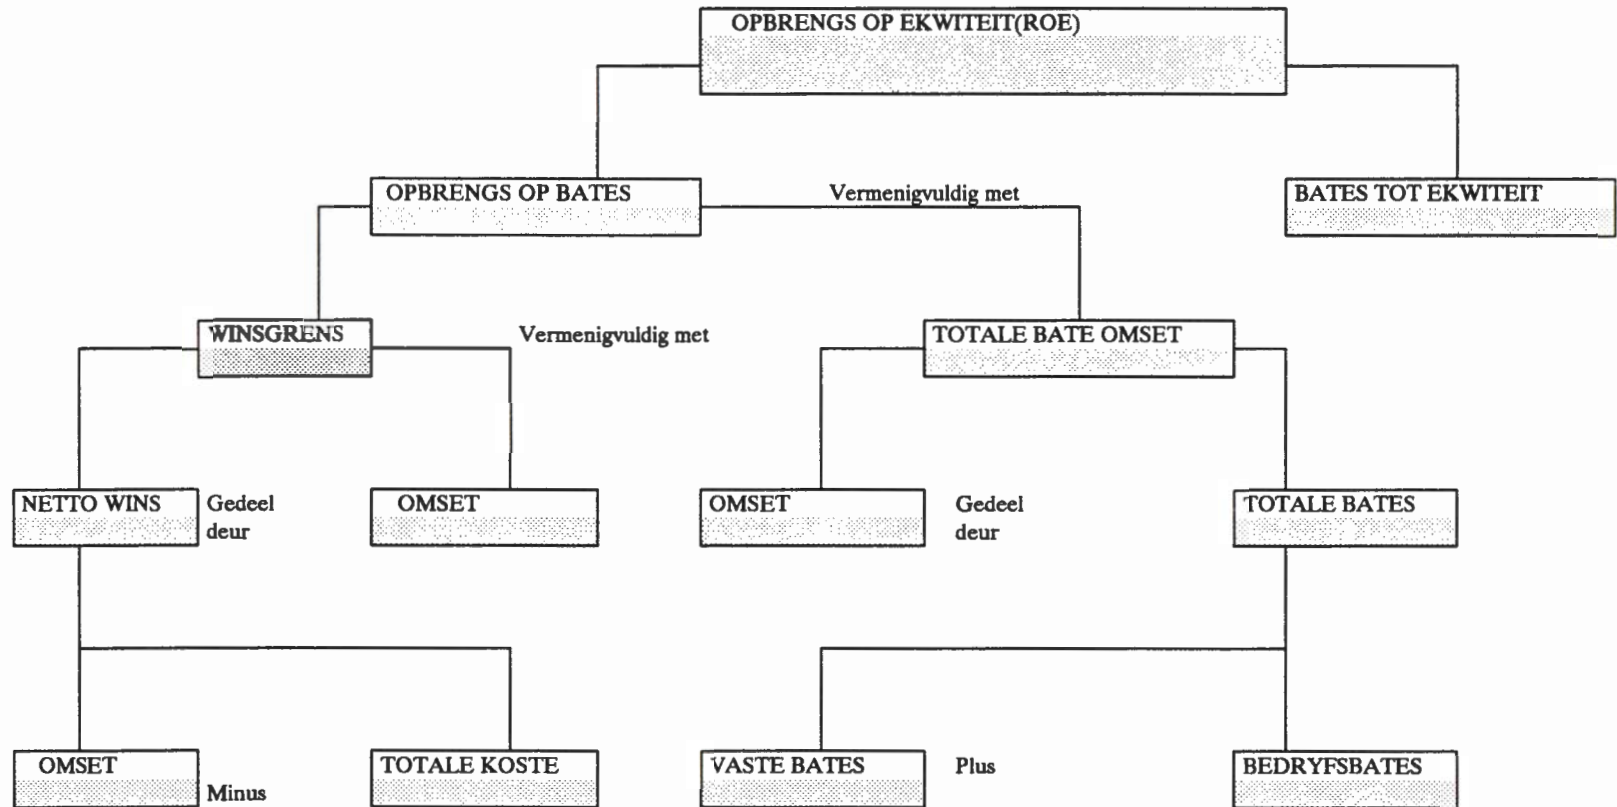 OPBRENGS OP EKWITEIT(ROE)
OPBRENGS OP BATES
Vermenigvuldig met
BATES TOT EKWITEIT
WINSGRENS
Vermenigvuldig met
TOTALE BATE OMSET
NETTO WINS
Gedeel
deur
OMSET
OMSET
Gedeel
deur
TOTALE BATES
OMSET
Minus
TOTALE KOSTE
VASTE BATES
Plus
BEDRYFSBATES